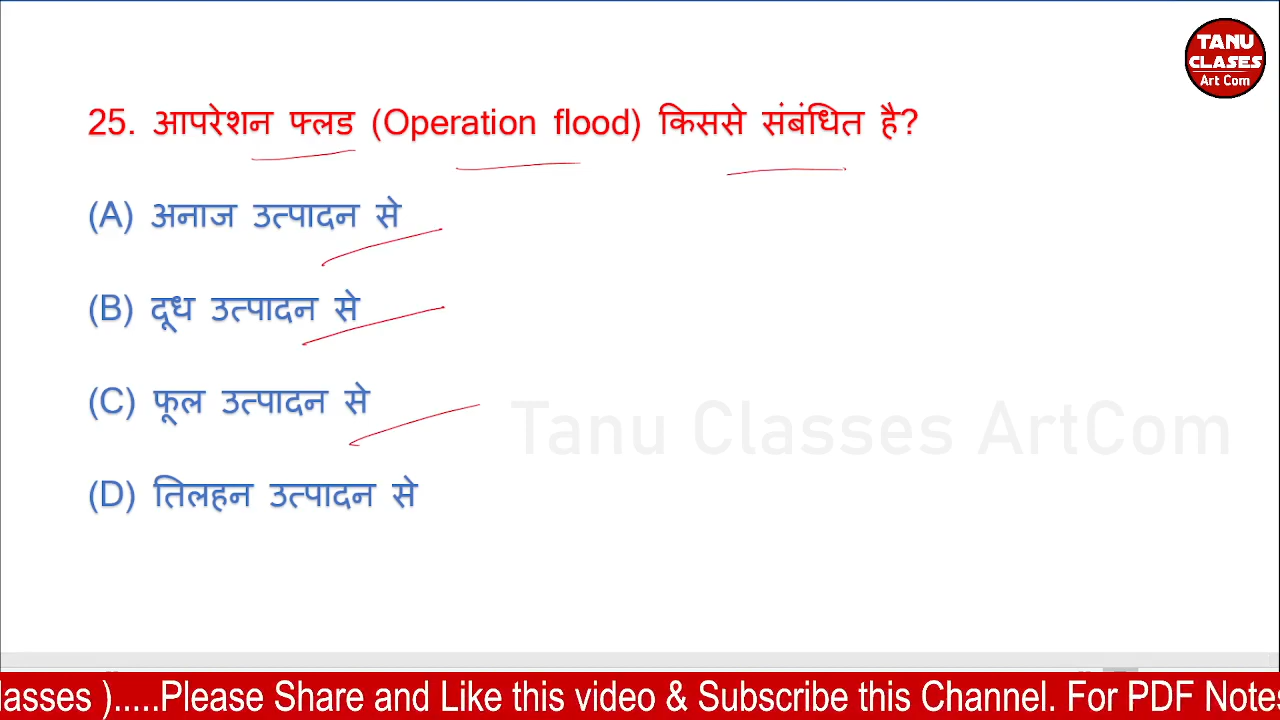 TANU
CLASES
Art Com
25. आपरेशन फ्लड (Operation flood) किससे संबंधित है?
(A) अनाज उत्पादन से
(B) दूध उत्पादन से
(C) फूल उत्पादन से
Tanu Classes ArtCom
(D) तिलहन उत्पादन से
lasses ).....Please Share and Like this video & Subscribe this Channel. For PDF Notes